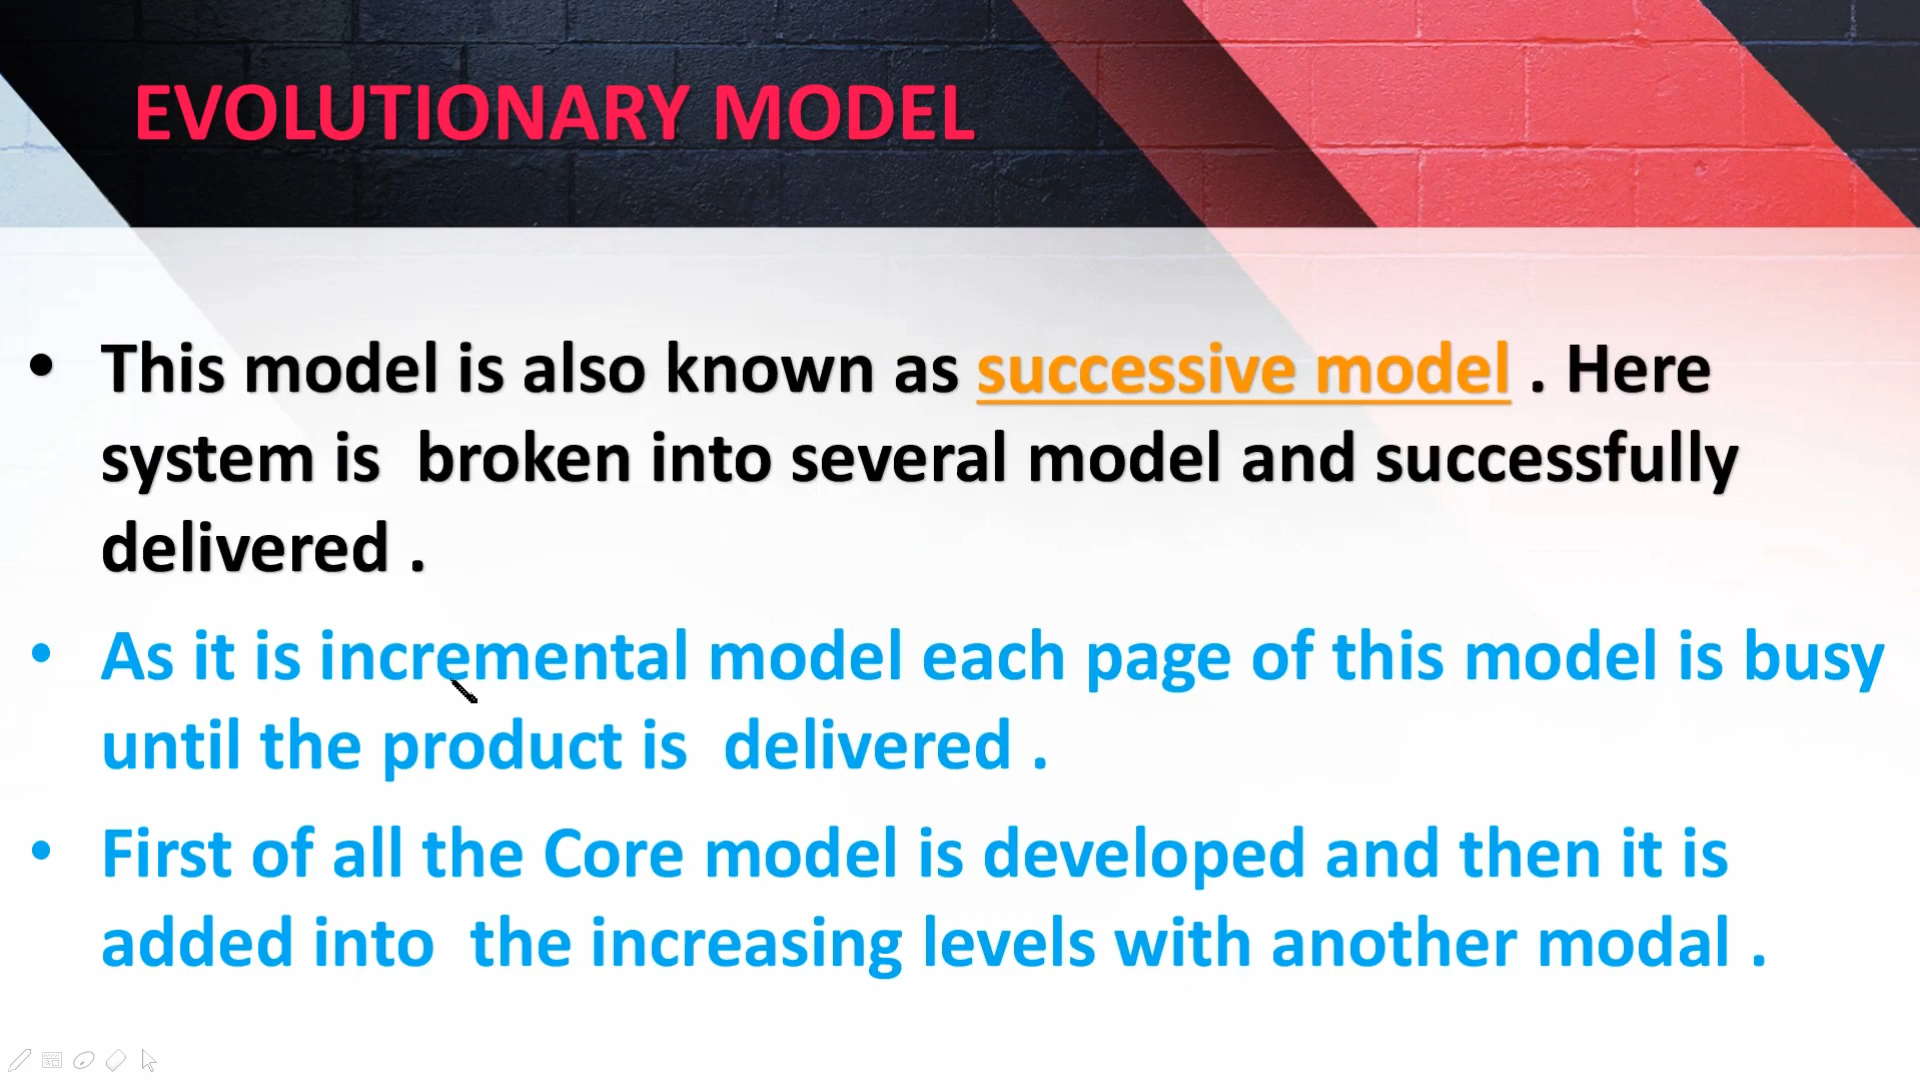 EVOLUTIONARY MODEL
• This model is also known as successive model . Here
system is broken into several model and successfully
delivered .
• As it is incremental model each page of this model is busy
until the product is delivered .
• First of all the Core model is developed and then it is
added into the increasing levels with another modal .